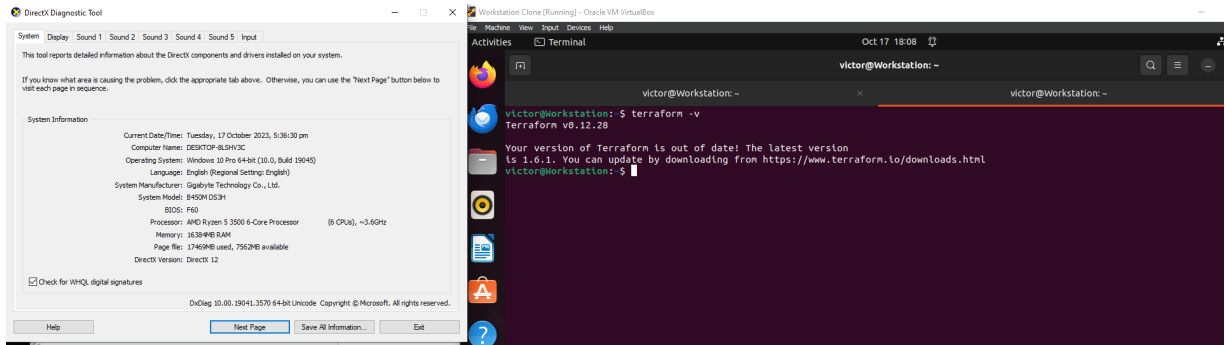 DirectX Diagnostic Tool
System Display Sound 1 Sound 2 Sound 3 Sound 4 Sound 5 Input
This tool reports detailed information about the DirectX components and drivers installed on your system.
If you know what area is causing the problem, click the appropriate tab above. Otherwise, you can use the "Next Page" button below to
visit each page in sequence.
System Information
Current Date/Time: Tuesday, 17 October 2023, 5:36:30 pm
Computer Name: DESKTOP-8LSHV3C
Operating System: Windows 10 Pro 64-bit (10.0, Build 19045)
Language: English (Regional Setting: English)
System Manufacturer: Gigabyte Technology Co., Ltd.
System Model: B450M DS3H
BIOS: F60
Processor: AMD Ryzen 5 3500 6-Core Processor (6 CPUs), ~3.6GHz
Memory: 16384MB RAM
Page file: 17469MB used, 7562MB available
DirectX Version: DirectX 12
Check for WHQL digital signatures
DxDiag 10.00.19041.3570 64-bit Unicode Copyright © Microsoft. All rights reserved.
Help Next Page Save All Information... Exit
Workstation Clone [Running] - Oracle VM VirtualBox
File Machine View Input Devices Help
Activities Terminal Oct 17 18:08
victor@Workstation: ~
victor@Workstation: ~ × victor@Workstation: ~
victor@Workstation:~$ terraform -v
Terraform v0.12.28
Your version of Terraform is out of date! The latest version
is 1.6.1. You can update by downloading from https://www.terraform.io/downloads.html
victor@Workstation:~$